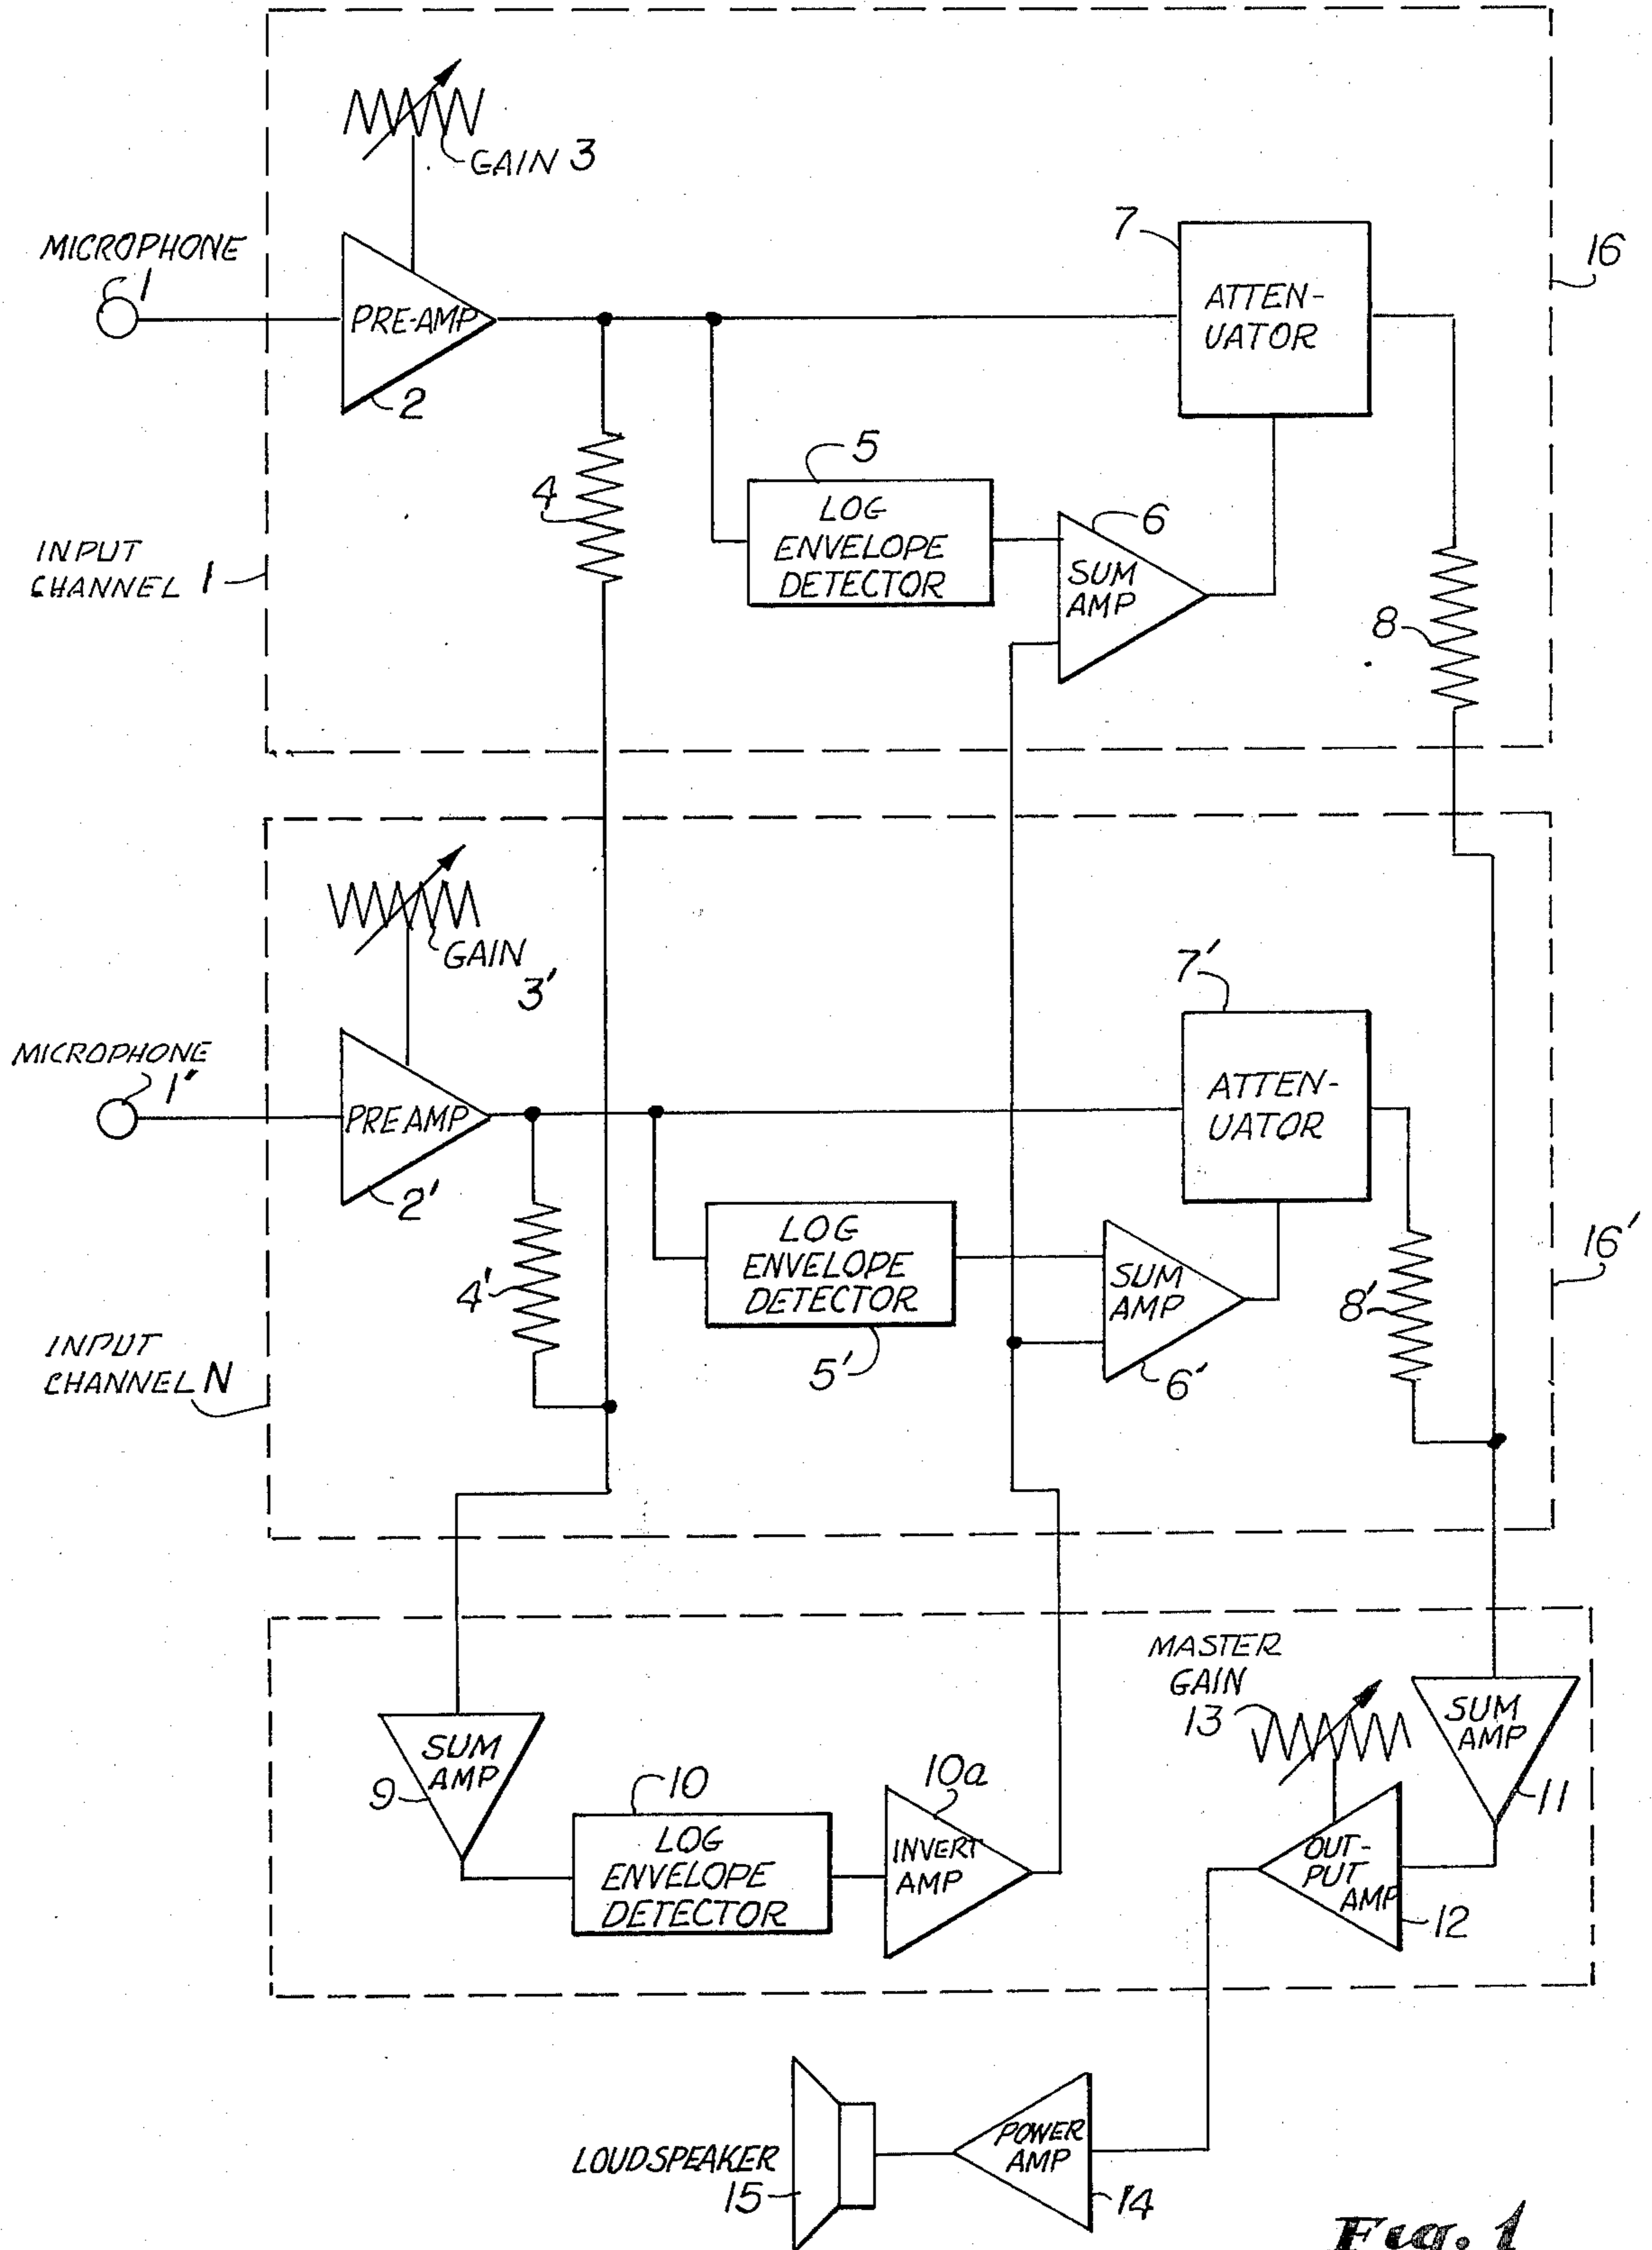 GAIN 3
MICROPHONE
1
PRE-AMP
2
7
ATTEN-
UATOR
16
4
5
LOG
ENVELOPE
DETECTOR
6
SUM
AMP
8
INPUT
CHANNEL 1
GAIN
3'
MICROPHONE
1'
PRE AMP
2'
7'
ATTEN-
UATOR
4'
LOG
ENVELOPE
DETECTOR
5'
SUM
AMP
6'
8'
16'
INPUT
CHANNEL N
SUM
AMP
9
10
LOG
ENVELOPE
DETECTOR
10a
INVERT
AMP
MASTER
GAIN
13
SUM
AMP
11
OUT-
PUT
AMP
12
LOUDSPEAKER
15
POWER
AMP
14
Fig. 1